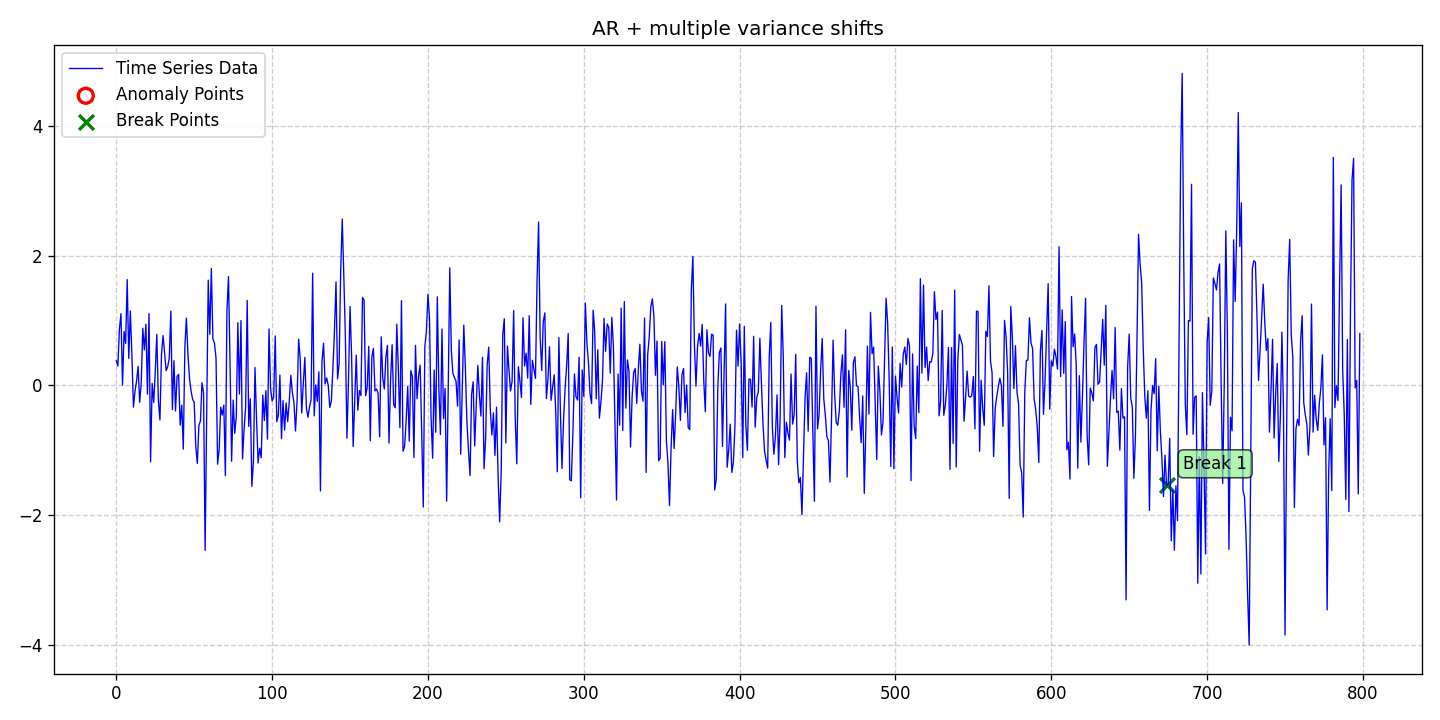 AR + multiple variance shifts
Time Series Data
Anomaly Points
Break Points
4
2
0
−2
−4
Break 1
0 100 200 300 400 500 600 700 800